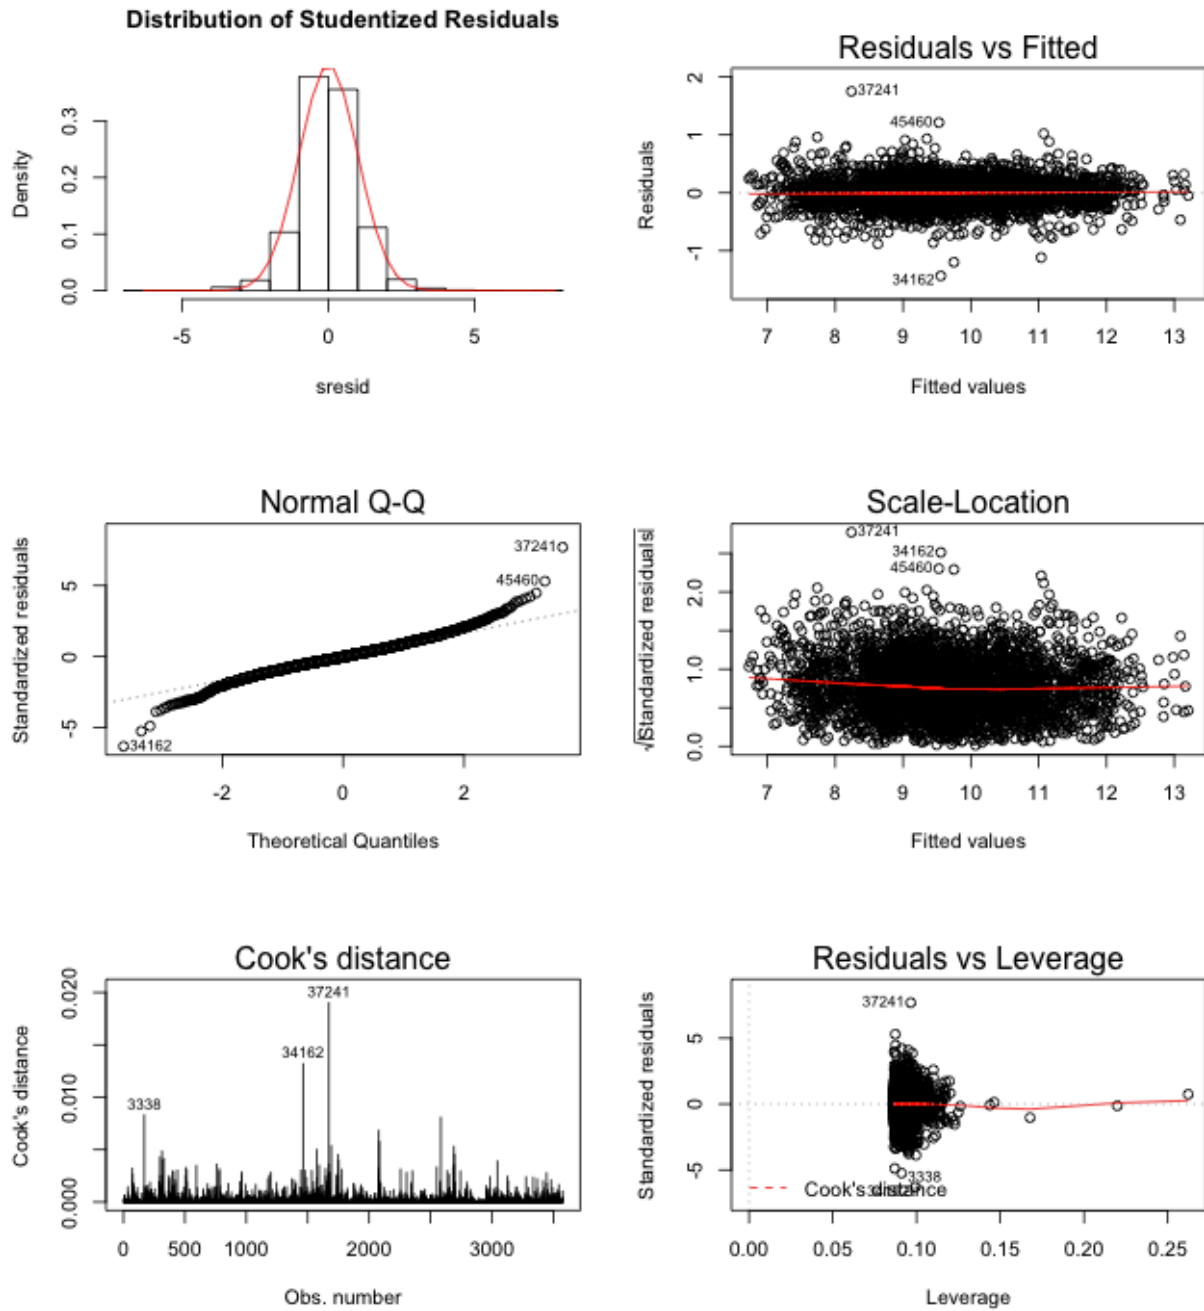 Distribution of Studentized Residuals
Density
0.0 0.1 0.2 0.3
-5 0 5
sresid
Residuals vs Fitted
Residuals
-1 0 1 2
37241
45460
34162
7 8 9 10 11 12 13
Fitted values
Normal Q-Q
Standardized residuals
-5 0 5
37241
45460
34162
-2 0 2
Theoretical Quantiles
Scale-Location
√|Standardized residuals|
0.0 1.0 2.0
37241
34162
45460
7 8 9 10 11 12 13
Fitted values
Cook's distance
Cook's distance
0.000 0.010 0.020
37241
34162
3338
0 500 1000 2000 3000
Obs. number
Residuals vs Leverage
Standardized residuals
-5 0 5
37241
3338
Cook's distance
0.00 0.05 0.10 0.15 0.20 0.25
Leverage